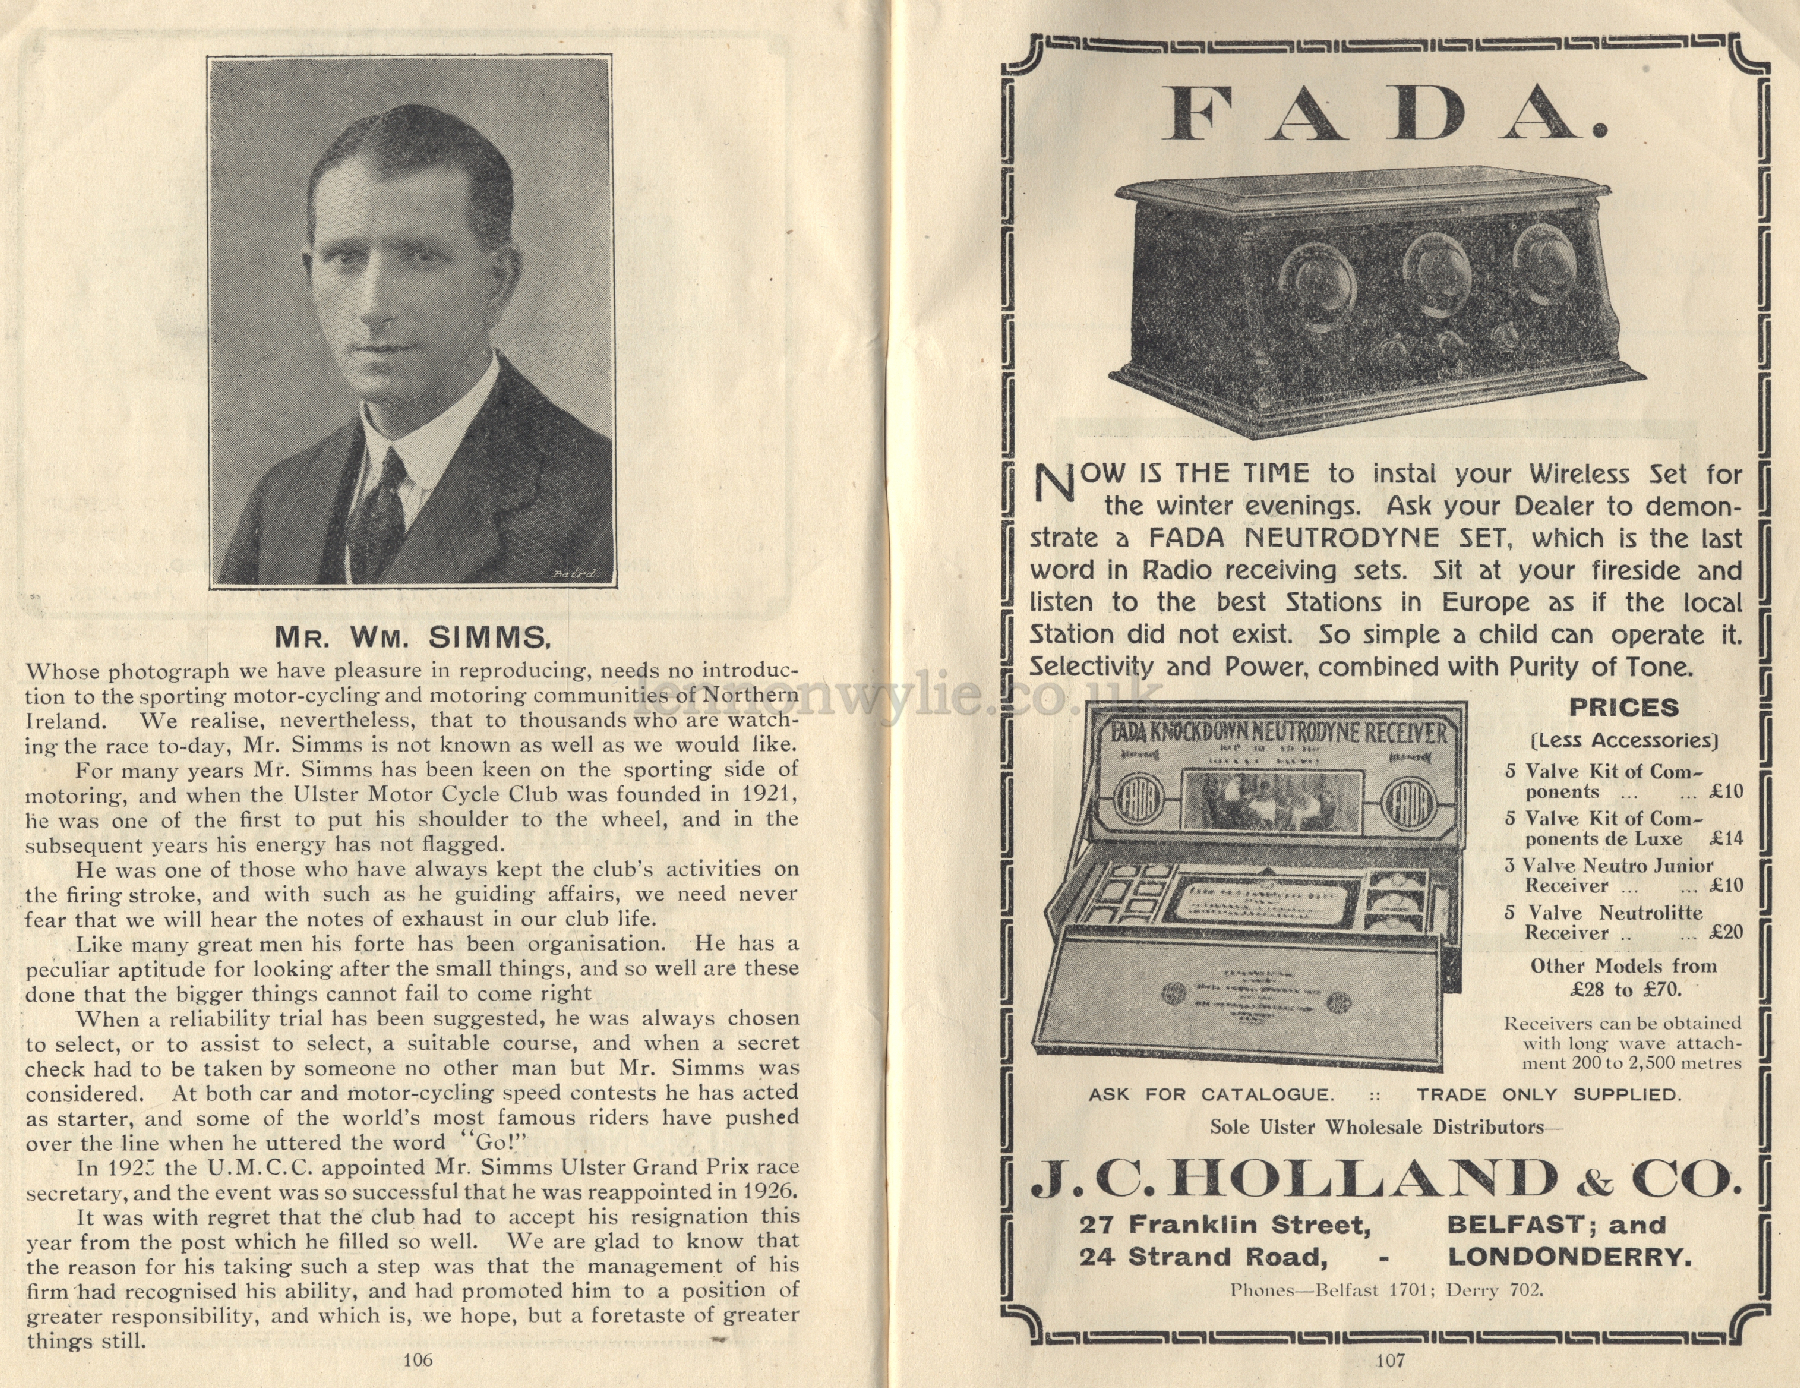 Baird
MR. WM. SIMMS,
Whose photograph we have pleasure in reproducing, needs no introduc-
tion to the sporting motor-cycling and motoring communities of Northern
Ireland. We realise, nevertheless, that to thousands who are watch-
ing the race to-day, Mr. Simms is not known as well as we would like.
For many years Mr. Simms has been keen on the sporting side of
motoring, and when the Ulster Motor Cycle Club was founded in 1921,
he was one of the first to put his shoulder to the wheel, and in the
subsequent years his energy has not flagged.
He was one of those who have always kept the club's activities on
the firing stroke, and with such as he guiding affairs, we need never
fear that we will hear the notes of exhaust in our club life.
Like many great men his forte has been organisation. He has a
peculiar aptitude for looking after the small things, and so well are these
done that the bigger things cannot fail to come right
When a reliability trial has been suggested, he was always chosen
to select, or to assist to select, a suitable course, and when a secret
check had to be taken by someone no other man but Mr. Simms was
considered. At both car and motor-cycling speed contests he has acted
as starter, and some of the world's most famous riders have pushed
over the line when he uttered the word "Go!"
In 1925 the U.M.C.C. appointed Mr. Simms Ulster Grand Prix race
secretary, and the event was so successful that he was reappointed in 1926.
It was with regret that the club had to accept his resignation this
year from the post which he filled so well. We are glad to know that
the reason for his taking such a step was that the management of his
firm had recognised his ability, and had promoted him to a position of
greater responsibility, and which is, we hope, but a foretaste of greater
things still.
106
lennonwylie.co.uk
FADA.
NOW IS THE TIME to instal your Wireless Set for
the winter evenings. Ask your Dealer to demon-
strate a FADA NEUTRODYNE SET, which is the last
word in Radio receiving sets. Sit at your fireside and
listen to the best Stations in Europe as if the local
Station did not exist. So simple a child can operate it.
Selectivity and Power, combined with Purity of Tone.
FADA KNOCKDOWN NEUTRODYNE RECEIVER
PRICES
(Less Accessories)
5 Valve Kit of Com-
ponents ... ... £10
5 Valve Kit of Com-
ponents de Luxe £14
3 Valve Neutro Junior
Receiver ... ... £10
5 Valve Neutrolitte
Receiver .. ... £20
Other Models from
£28 to £70.
Receivers can be obtained
with long wave attach-
ment 200 to 2,500 metres
ASK FOR CATALOGUE. :: TRADE ONLY SUPPLIED.
Sole Ulster Wholesale Distributors—
J. C. HOLLAND & CO.
27 Franklin Street, BELFAST; and
24 Strand Road, - LONDONDERRY.
Phones—Belfast 1701; Derry 702.
107